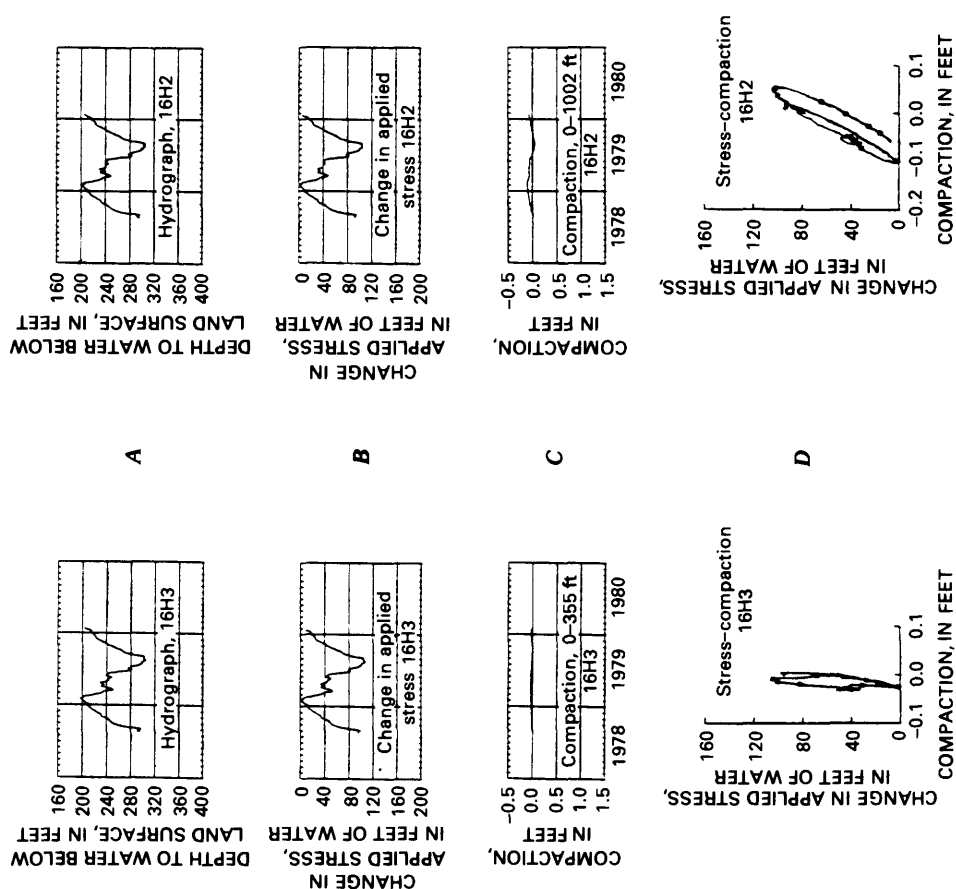 DEPTH TO WATER BELOW
LAND SURFACE, IN FEET
160
200
240
280
320
360
400
Hydrograph, 16H3
A
DEPTH TO WATER BELOW
LAND SURFACE, IN FEET
160
200
240
280
320
360
400
Hydrograph, 16H2
CHANGE IN
APPLIED STRESS,
IN FEET OF WATER
0
40
80
120
160
200
Change in applied
stress 16H3
B
CHANGE IN
APPLIED STRESS,
IN FEET OF WATER
0
40
80
120
160
200
Change in applied
stress 16H2
COMPACTION,
IN FEET
-0.5
0.0
0.5
1.0
1.5
Compaction, 0-355 ft
16H3
1978 1979 1980
C
COMPACTION,
IN FEET
-0.5
0.0
0.5
1.0
1.5
Compaction, 0-1002 ft
16H2
1978 1979 1980
CHANGE IN APPLIED STRESS,
IN FEET OF WATER
160
120
80
40
0
Stress-compaction
16H3
-0.1 0.0 0.1
COMPACTION, IN FEET
D
CHANGE IN APPLIED STRESS,
IN FEET OF WATER
160
120
80
40
0
Stress-compaction
16H2
-0.2 -0.1 0.0 0.1
COMPACTION, IN FEET